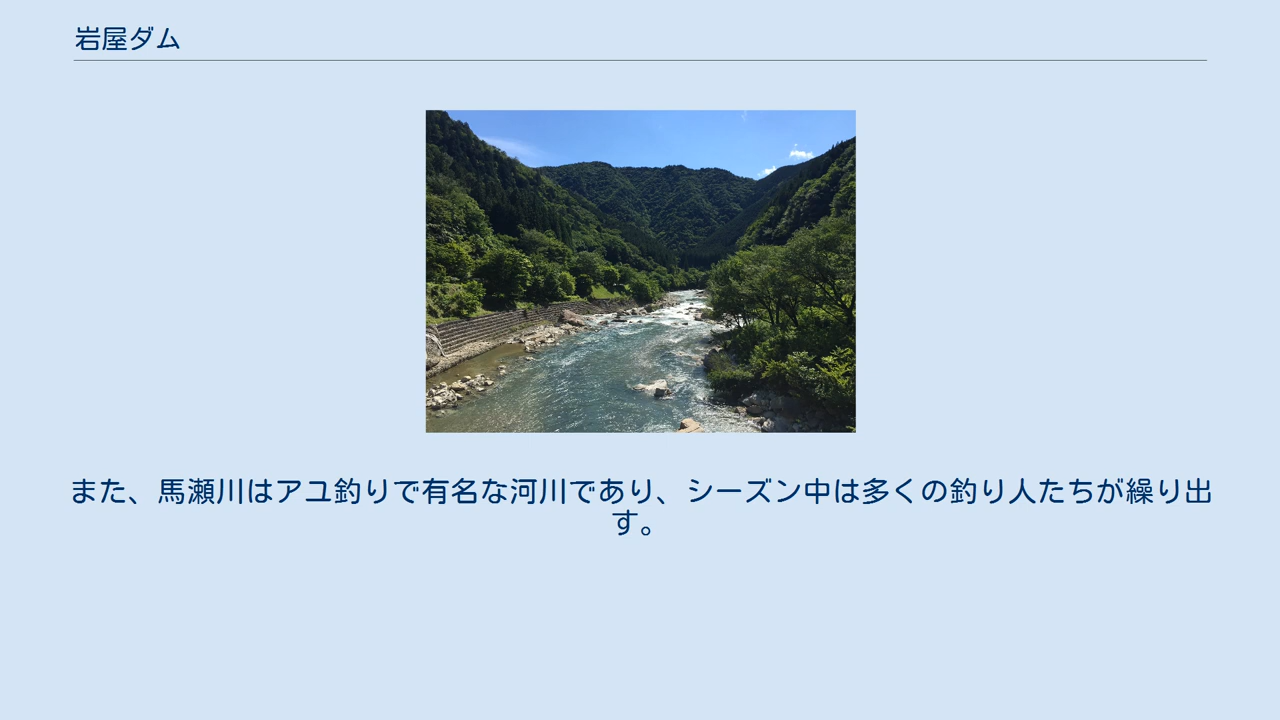 岩屋ダム
また、馬瀬川はアユ釣りで有名な河川であり、シーズン中は多くの釣り人たちが繰り出
す。